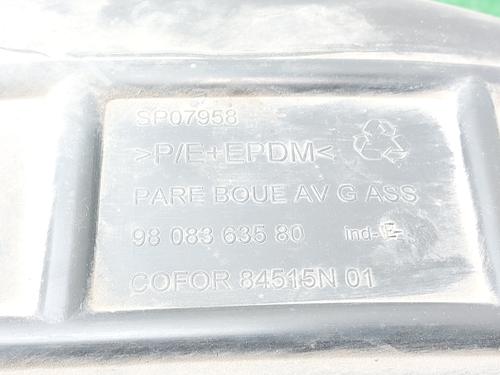 SP07958
>P/E+EPDM<
PARE BOUE AV G ASS
98 083 635 80 ind-E-
COFOR 84515N 01